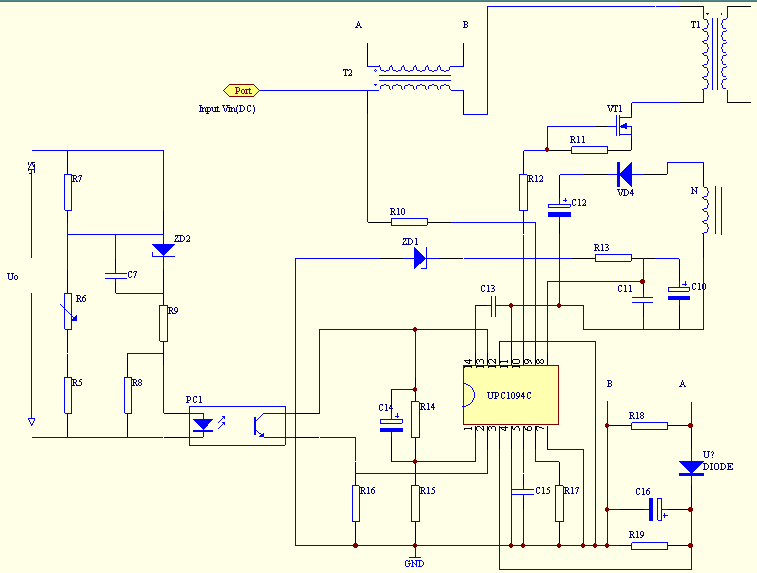 A
B
T1
T2
Port
Input Vin(DC)
VT1
R11
R7
R12
VD4
N
C12
R10
ZD2
ZD1
R13
C7
Uo
R6
C13
C11
C10
R9
14
13
12
11
10
9
8
R5
R8
UPC1094C
B
A
PC1
C14
R14
R18
1
2
3
4
5
6
7
U?
DIODE
R16
R15
C15
R17
C16
R19
GND